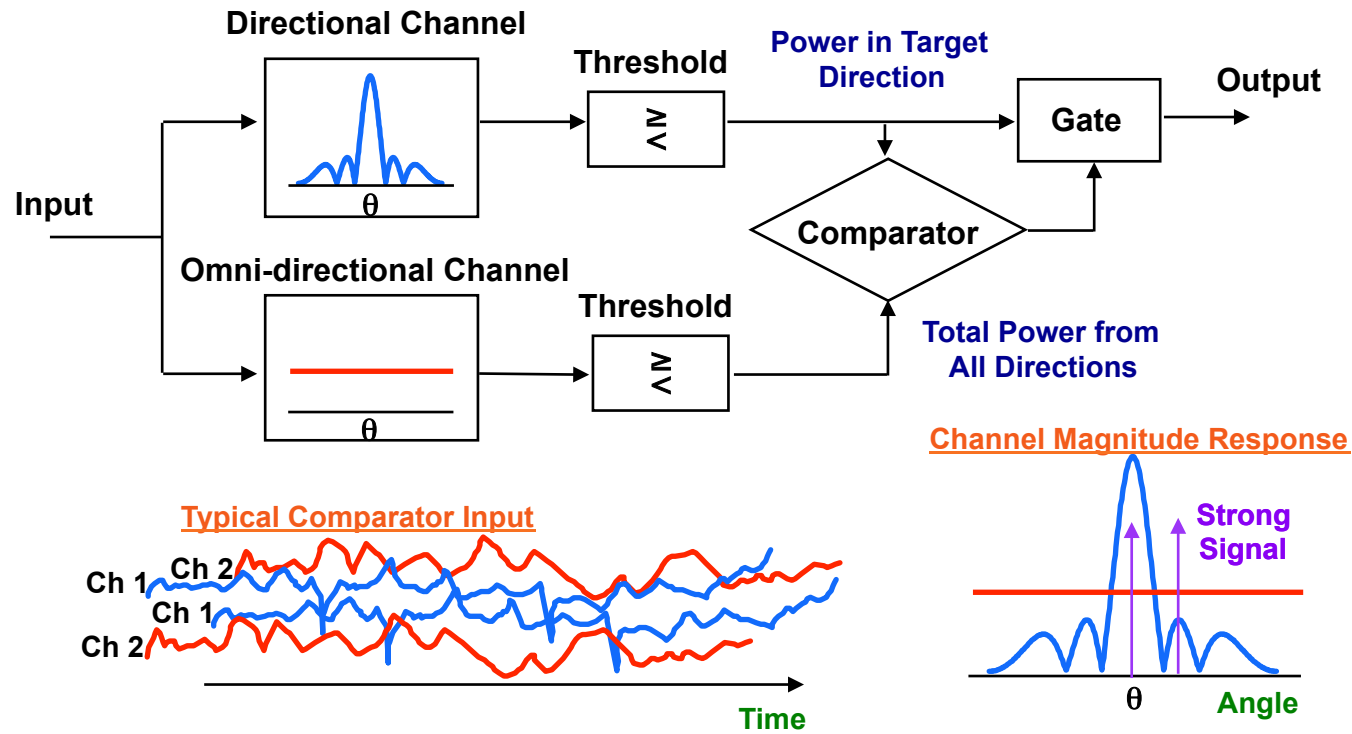 Directional Channel
Threshold
Power in Target
Direction
Output
≥
<
Gate
θ
Input
Comparator
Omni-directional Channel
Threshold
Total Power from
All Directions
≥
<
θ
Channel Magnitude Response
Typical Comparator Input
Strong
Signal
Ch 2
Ch 1
Ch 1
Ch 2
θ
Angle
Time